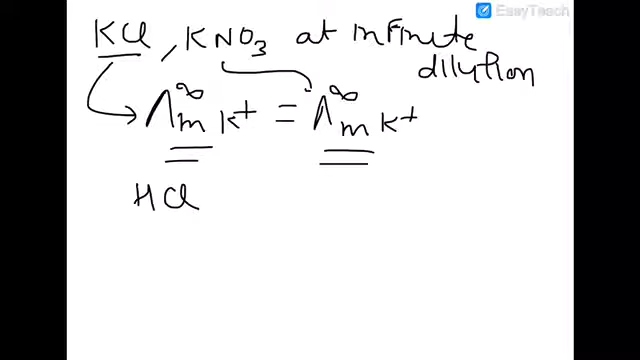 EasyTeach
KCl, KNO3 at infinite
dilution
Λ∞m K+ = Λ∞m K+
HCl